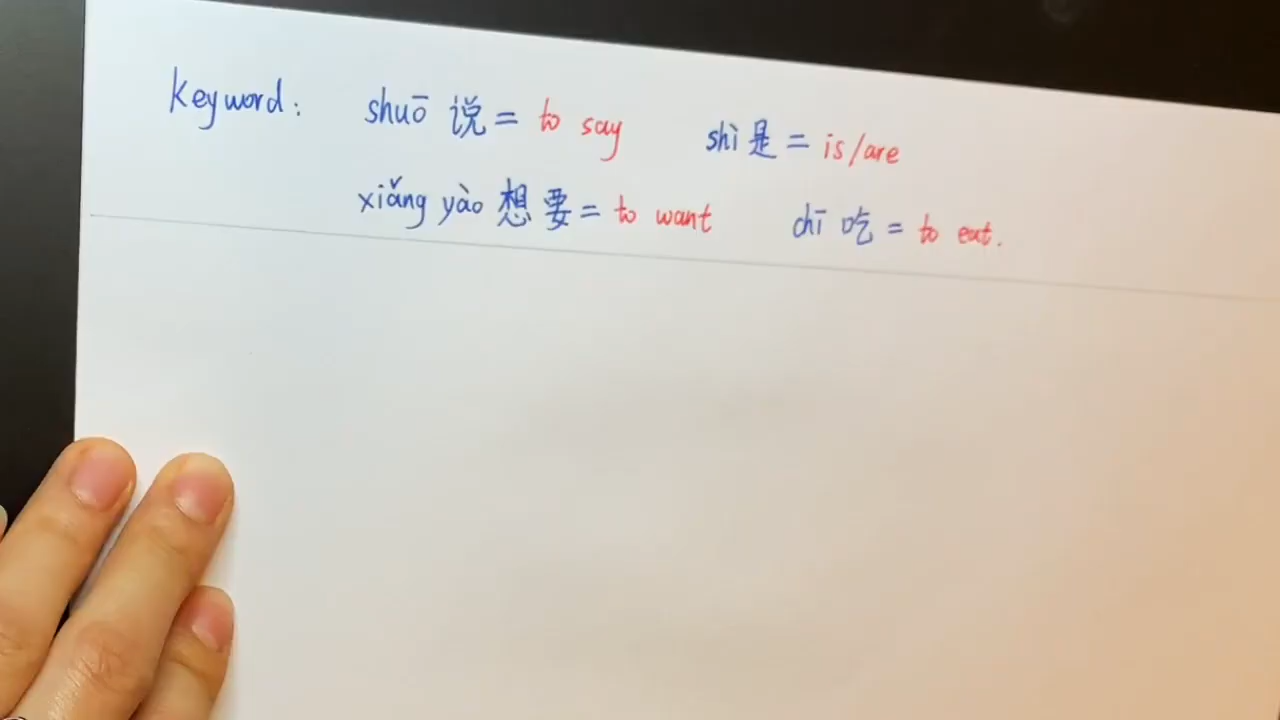 Keyword: shuō 说 = to say shì 是 = is/are
xiǎng yào 想要 = to want chī 吃 = to eat.